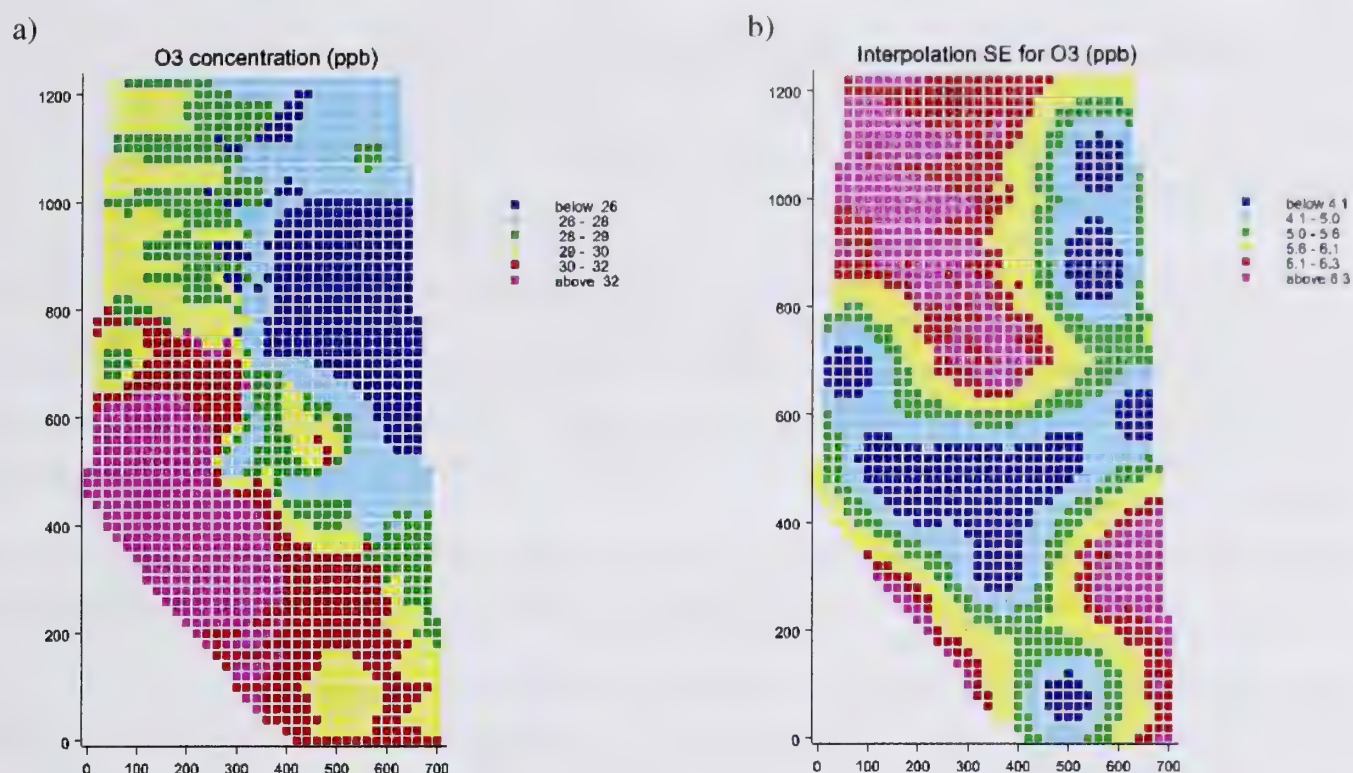 a)
O3 concentration (ppb)
1200
1000
800
600
400
200
0
0 100 200 300 400 500 600 700
below 26
26 - 28
28 - 29
29 - 30
30 - 32
above 32
b)
Interpolation SE for O3 (ppb)
1200
1000
800
600
400
200
0
0 100 200 300 400 500 600 700
below 4.1
4.1 - 5.0
5.0 - 5.6
5.6 - 6.1
6.1 - 6.3
above 6.3